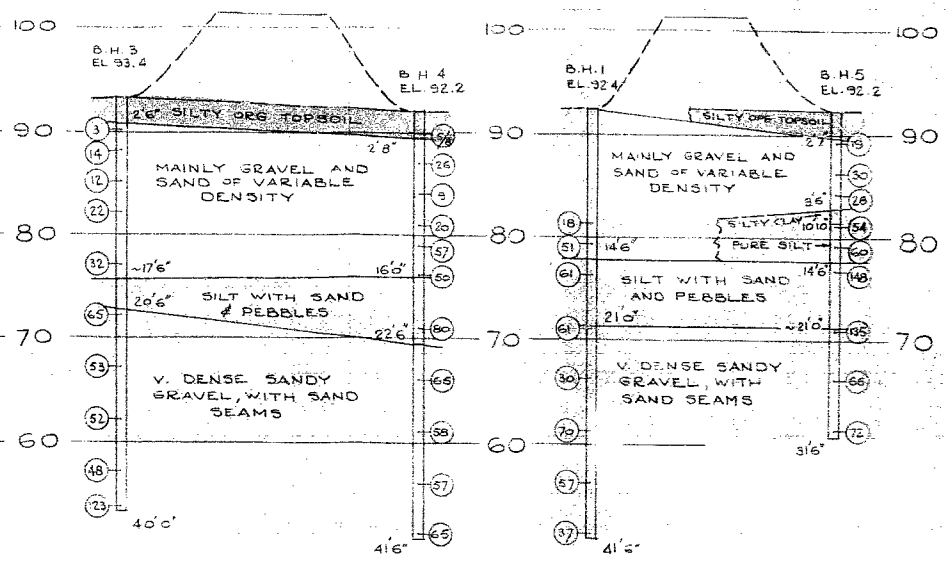 100
B.H.3
EL 93.4
B.H 4
EL.92.2
2'6" SILTY ORG TOPSOIL
90
2'8"
3
14
12
22
32
65
53
52
48
23
MAINLY GRAVEL AND
SAND OF VARIABLE
DENSITY
26
9
20
57
50
80
65
58
57
65
80
~17'6"
16'0"
SILT WITH SAND
& PEBBLES
20'6"
22'6"
70
V. DENSE SANDY
GRAVEL, WITH SAND
SEAMS
60
40'0"
41'6"
100
100
B.H.1
EL.92.4
B.H.5
EL.92.2
SILTY ORG TOPSOIL
90
90
2'7"
MAINLY GRAVEL AND
SAND OF VARIABLE
DENSITY
18
51
61
61
30
70
57
37
19
30
28
54
60
148
135
66
72
9'6"
SILTY CLAY
10'10"
80
80
PURE SILT
14'6"
14'6"
SILT WITH SAND
AND PEBBLES
21'0"
~21'0"
70
70
V. DENSE SANDY
GRAVEL, WITH
SAND SEAMS
60
31'6"
41'6"